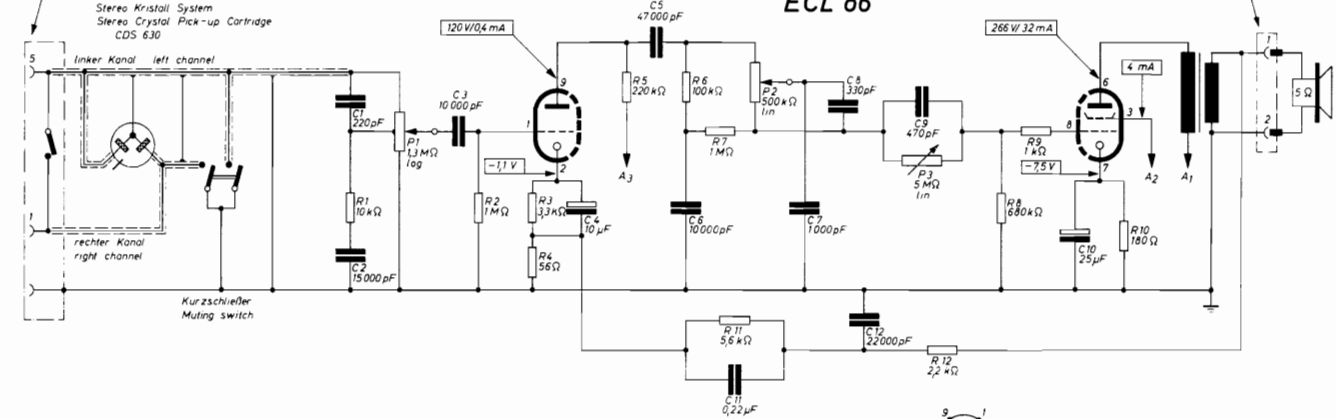 Stereo Kristall System
Stereo Crystal Pick-up Cartridge
CDS 630
ECL 86
5
linker Kanal left channel
1
rechter Kanal
right channel
Kurzschließer
Muting switch
C1
220pF
R1
10kΩ
C2
15000pF
P1
1,3MΩ
log
C3
10000pF
R2
1MΩ
120V/0,4mA
9
1
2
-1,1 V
R3
3,3kΩ
C4
10µF
R4
56Ω
R5
220kΩ
A3
C5
47000pF
R6
100kΩ
R7
1MΩ
C6
10000pF
P2
500kΩ
lin
C8
330pF
C7
1000pF
C9
470pF
P3
5MΩ
lin
R8
680kΩ
R9
1kΩ
266V/32mA
4 mA
6
3
8
7
-7,5V
A2
A1
C10
25µF
R10
180Ω
1
5Ω
2
R11
5,6kΩ
C11
0,22µF
C12
22000pF
R12
2,2kΩ
9
1